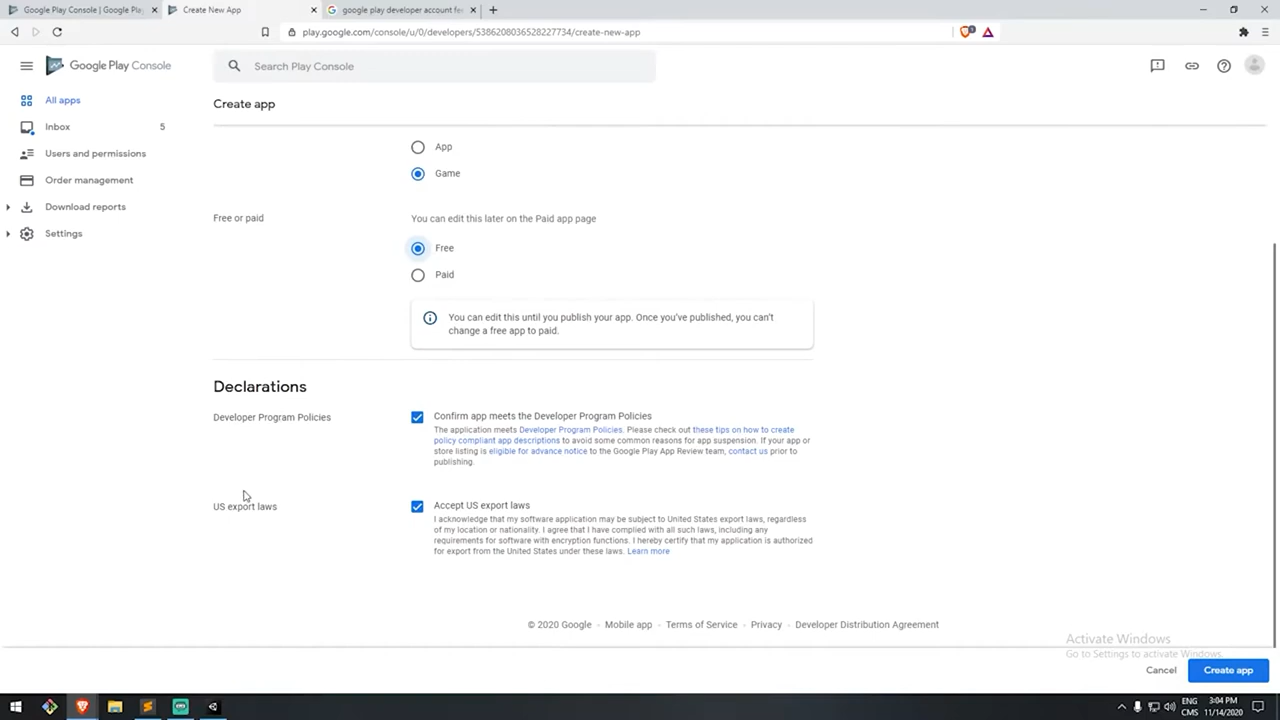 Google Play Console | Google Play
Create New App
google play developer account fee
play.google.com/console/u/0/developers/5386208036528227734/create-new-app
Google Play Console
Search Play Console
All apps
Inbox 5
Users and permissions
Order management
Download reports
Settings
Create app
App
Game
Free or paid
You can edit this later on the Paid app page
Free
Paid
You can edit this until you publish your app. Once you've published, you can't
change a free app to paid.
Declarations
Developer Program Policies
Confirm app meets the Developer Program Policies
The application meets Developer Program Policies. Please check out these tips on how to create
policy compliant app descriptions to avoid some common reasons for app suspension. If your app or
store listing is eligible for advance notice to the Google Play App Review team, contact us prior to
publishing.
US export laws
Accept US export laws
I acknowledge that my software application may be subject to United States export laws, regardless
of my location or nationality. I agree that I have complied with all such laws, including any
requirements for software with encryption functions. I hereby certify that my application is authorized
for export from the United States under these laws. Learn more
© 2020 Google · Mobile app · Terms of Service · Privacy · Developer Distribution Agreement
Activate Windows
Go to Settings to activate Windows.
Cancel
Create app
ENG
CMS
3:04 PM
11/14/2020